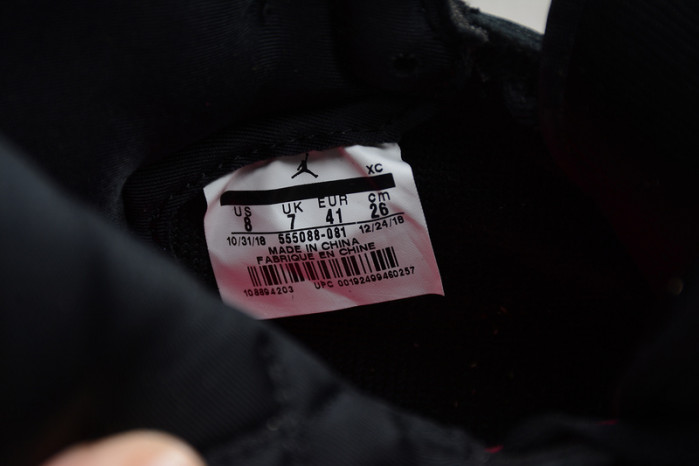 XC
US UK EUR cm
8 7 41 26
10/31/18 555088-081 12/24/18
MADE IN CHINA
FABRIQUE EN CHINE
108894203 UPC 00192499460257